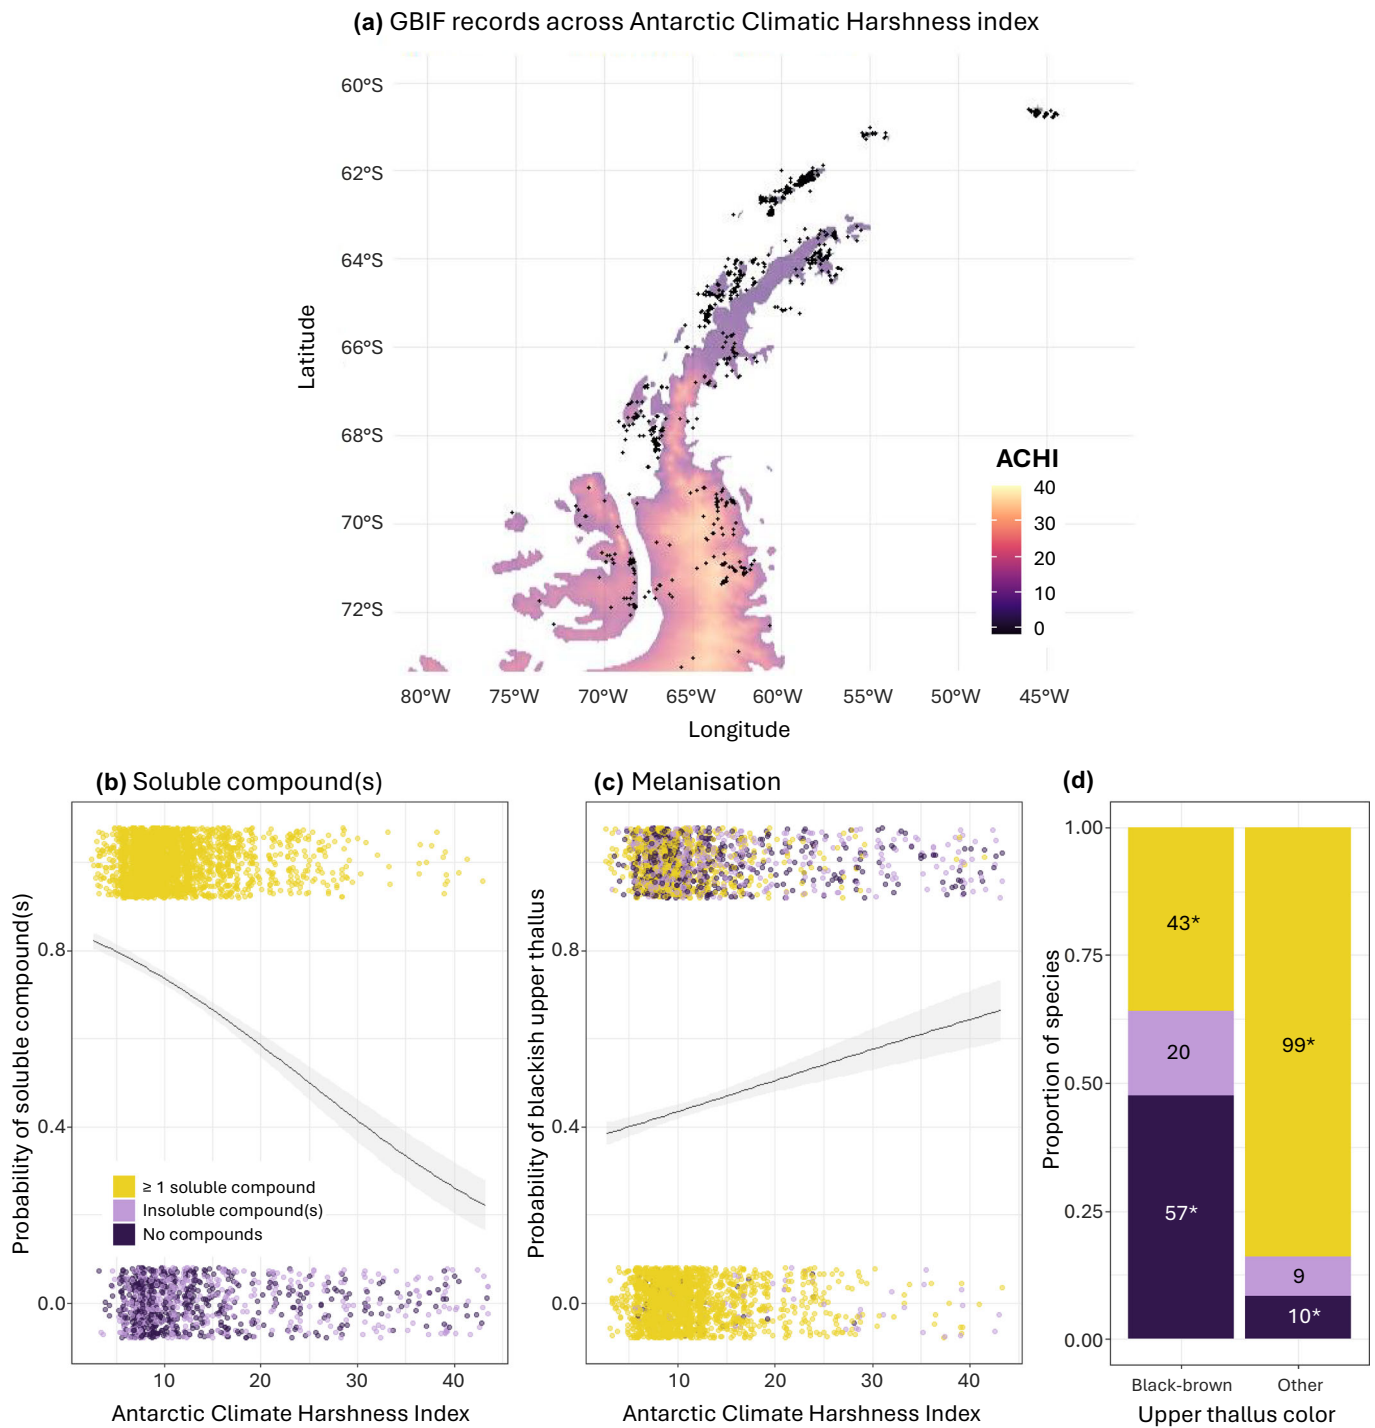 (a) GBIF records across Antarctic Climatic Harshness index
60°S
62°S
64°S
66°S
68°S
70°S
72°S
Latitude
ACHI
40
30
20
10
0
80°W 75°W 70°W 65°W 60°W 55°W 50°W 45°W
Longitude
(b) Soluble compound(s)
Probability of soluble compound(s)
0.8
0.4
0.0
≥ 1 soluble compound
Insoluble compound(s)
No compounds
10 20 30 40
Antarctic Climate Harshness Index
(c) Melanisation
Probability of blackish upper thallus
0.8
0.4
0.0
10 20 30 40
Antarctic Climate Harshness Index
(d)
Proportion of species
1.00
0.75
0.50
0.25
0.00
43*
20
57*
99*
9
10*
Black-brown Other
Upper thallus color